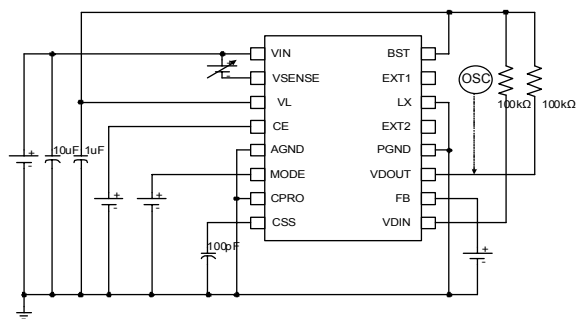 VIN
VSENSE
VL
CE
AGND
MODE
CPRO
CSS
BST
EXT1
LX
EXT2
PGND
VDOUT
FB
VDIN
OSC
100kΩ
100kΩ
10uF
1uF
100pF
+
-
+
-
+
-
+
-
+
-